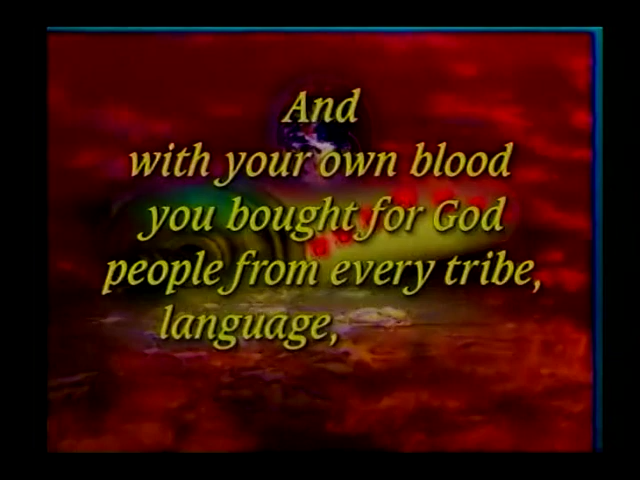 And
with your own blood
you bought for God
people from every tribe,
language,